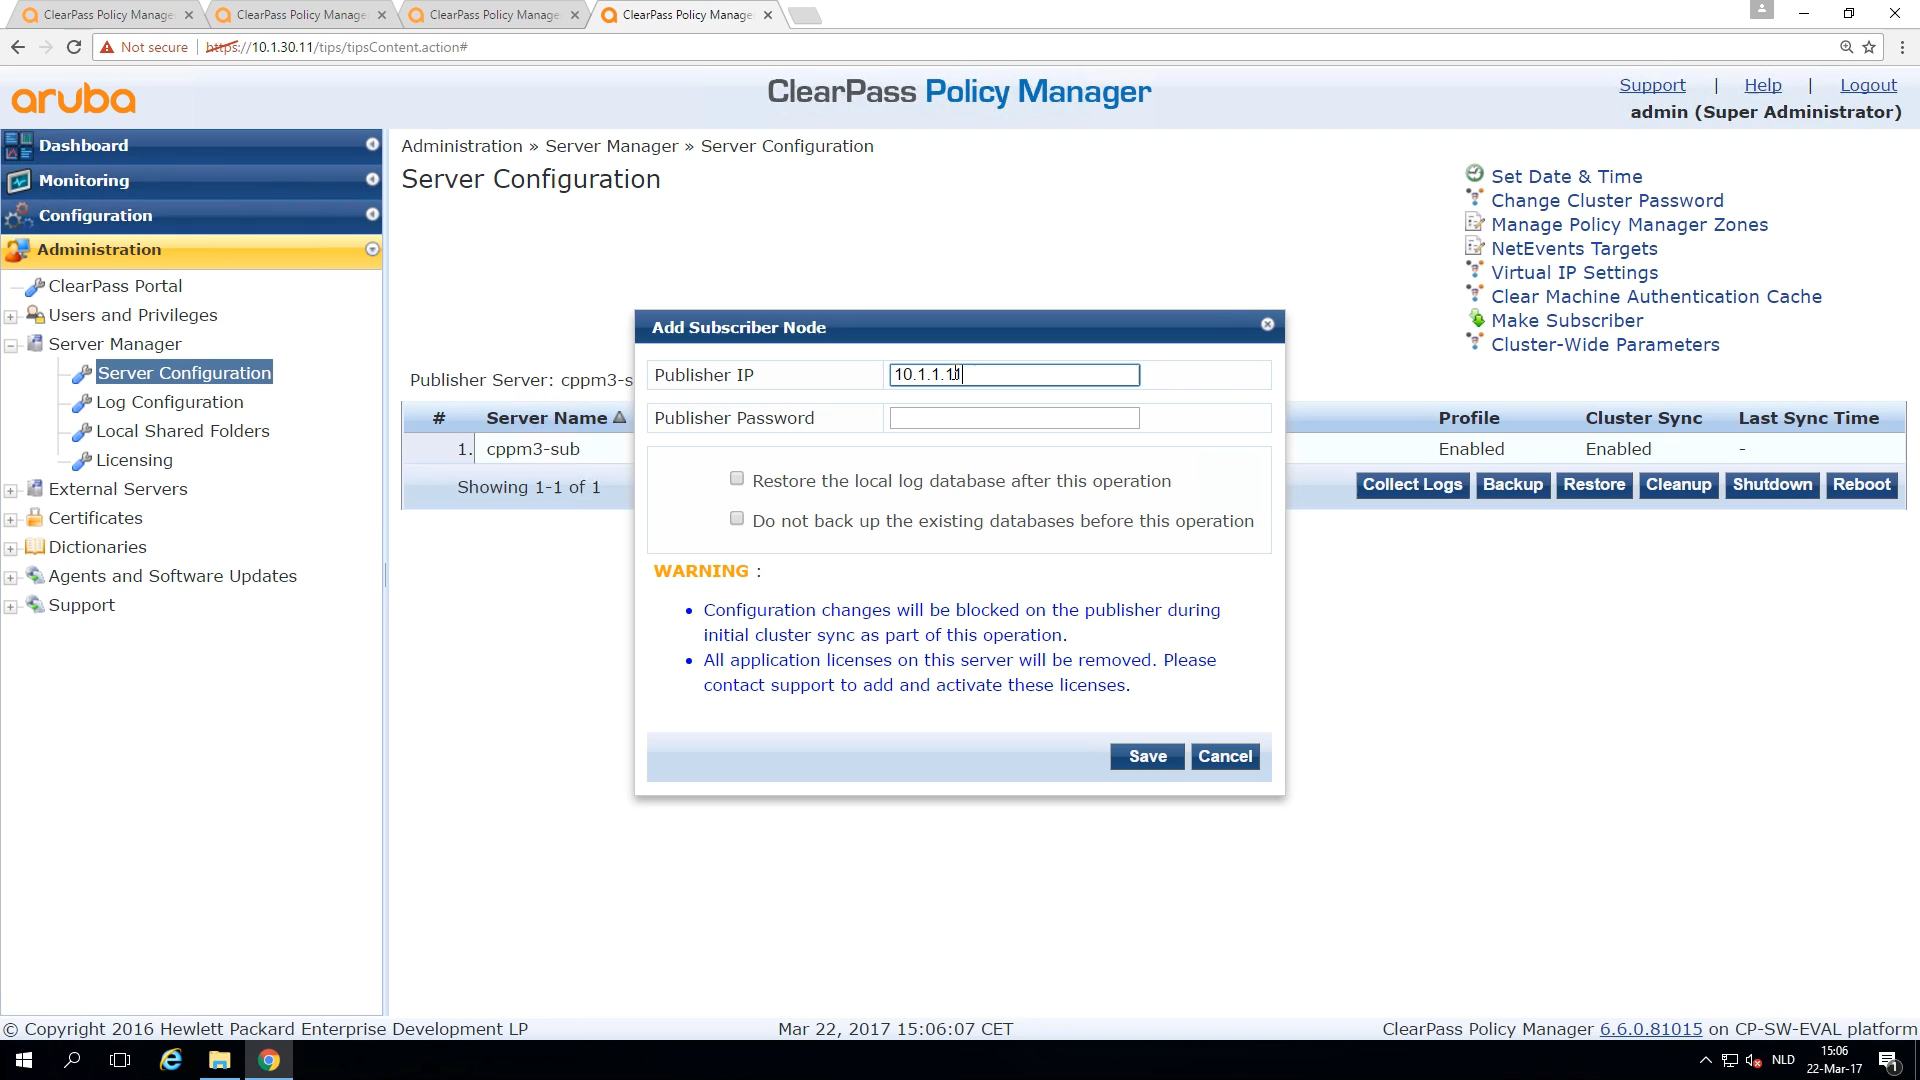 ClearPass Policy Manage
ClearPass Policy Manage
ClearPass Policy Manage
ClearPass Policy Manage
Not secure
https://10.1.30.11/tips/tipsContent.action#
aruba
ClearPass Policy Manager
Support | Help | Logout
admin (Super Administrator)
Dashboard
Monitoring
Configuration
Administration
ClearPass Portal
Users and Privileges
Server Manager
Server Configuration
Log Configuration
Local Shared Folders
Licensing
External Servers
Certificates
Dictionaries
Agents and Software Updates
Support
Administration » Server Manager » Server Configuration
Server Configuration
Set Date & Time
Change Cluster Password
Manage Policy Manager Zones
NetEvents Targets
Virtual IP Settings
Clear Machine Authentication Cache
Make Subscriber
Cluster-Wide Parameters
Publisher Server: cppm3-s
# Server Name Profile Cluster Sync Last Sync Time
1. cppm3-sub Enabled Enabled -
Showing 1-1 of 1
Collect Logs Backup Restore Cleanup Shutdown Reboot
Add Subscriber Node
Publisher IP 10.1.1.11
Publisher Password
Restore the local log database after this operation
Do not back up the existing databases before this operation
WARNING :
• Configuration changes will be blocked on the publisher during
initial cluster sync as part of this operation.
• All application licenses on this server will be removed. Please
contact support to add and activate these licenses.
Save Cancel
© Copyright 2016 Hewlett Packard Enterprise Development LP
Mar 22, 2017 15:06:07 CET
ClearPass Policy Manager 6.6.0.81015 on CP-SW-EVAL platform
NLD
15:06
22-Mar-17
1